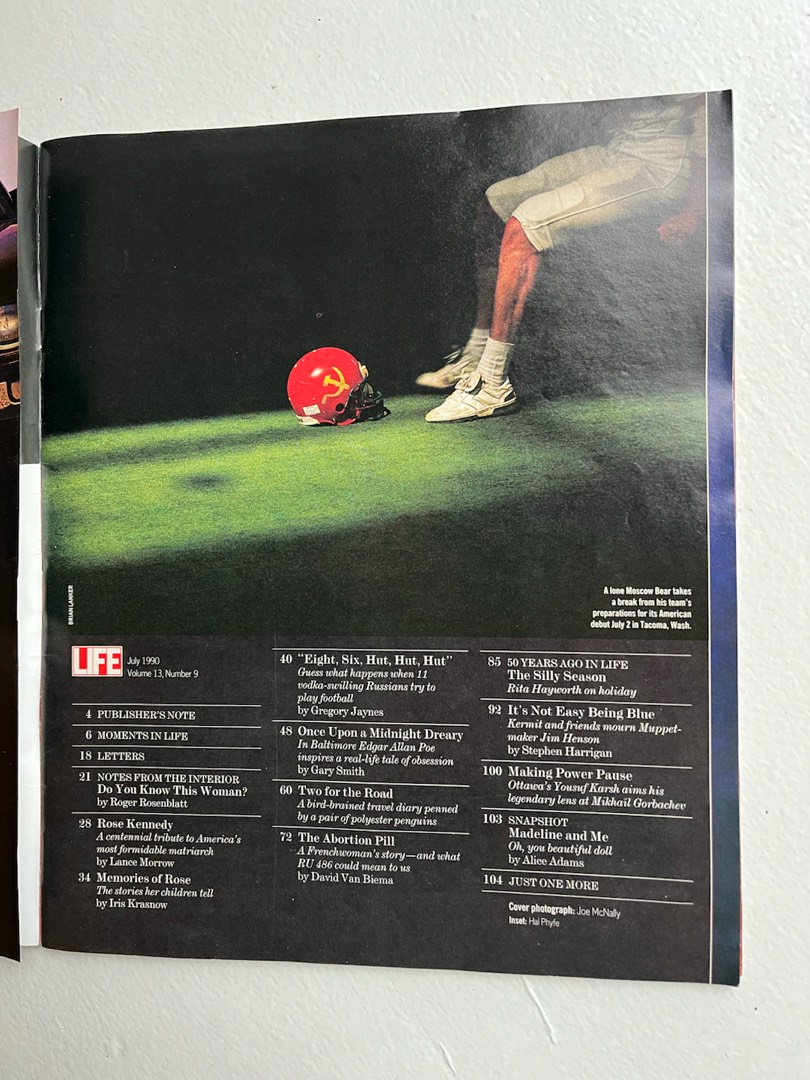 BRIAN LANKER
A lone Moscow Bear takes
a break from his team's
preparations for its American
debut July 2 in Tacoma, Wash.
LIFE
July 1990
Volume 13, Number 9
4 PUBLISHER'S NOTE
6 MOMENTS IN LIFE
18 LETTERS
21 NOTES FROM THE INTERIOR
Do You Know This Woman?
by Roger Rosenblatt
28 Rose Kennedy
A centennial tribute to America's
most formidable matriarch
by Lance Morrow
34 Memories of Rose
The stories her children tell
by Iris Krasnow
40 “Eight, Six, Hut, Hut, Hut”
Guess what happens when 11
vodka-swilling Russians try to
play football
by Gregory Jaynes
48 Once Upon a Midnight Dreary
In Baltimore Edgar Allan Poe
inspires a real-life tale of obsession
by Gary Smith
60 Two for the Road
A bird-brained travel diary penned
by a pair of polyester penguins
72 The Abortion Pill
A Frenchwoman's story—and what
RU 486 could mean to us
by David Van Biema
85 50 YEARS AGO IN LIFE
The Silly Season
Rita Hayworth on holiday
92 It's Not Easy Being Blue
Kermit and friends mourn Muppet-
maker Jim Henson
by Stephen Harrigan
100 Making Power Pause
Ottawa's Yousuf Karsh aims his
legendary lens at Mikhail Gorbachev
103 SNAPSHOT
Madeline and Me
Oh, you beautiful doll
by Alice Adams
104 JUST ONE MORE
Cover photograph: Joe McNally
Inset: Hal Phyfe